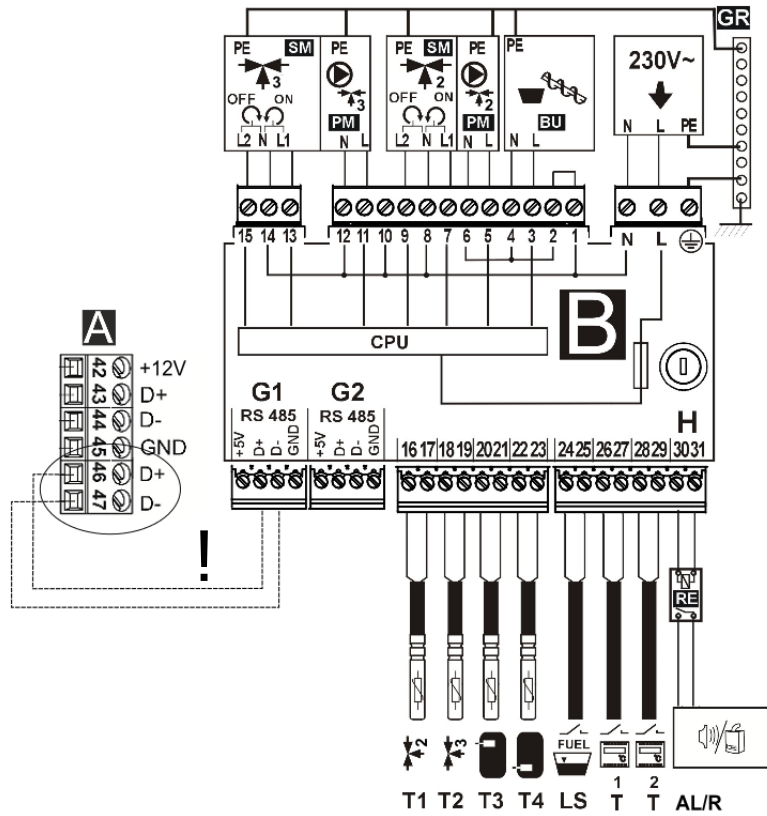 GR
PE SM PE PE SM PE PE
230V~
3 3 2 2
OFF ON PM OFF ON PM BU
N L PE
L2 N L1 N L L2 N L1 N L N L
15 14 13 12 11 10 9 8 7 6 5 4 3 2 1 N L
B
CPU
A
42 +12V
43 D+
44 D-
45 GND
46 D+
47 D-
G1 G2
RS 485 RS 485
+5V D+ D- GND +5V D+ D- GND
H
16 17 18 19 20 21 22 23 24 25 26 27 28 29 30 31
!
RE
2 3 FUEL °C °C
1 2
T1 T2 T3 T4 LS T T AL/R